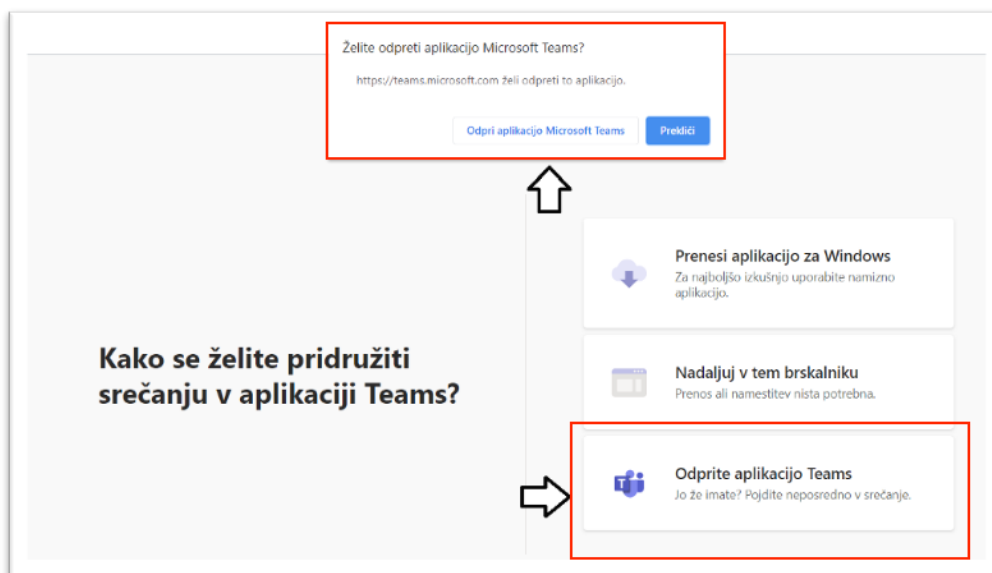 Želite odpreti aplikacijo Microsoft Teams?
https://teams.microsoft.com želi odpreti to aplikacijo.
Odpri aplikacijo Microsoft Teams
Prekliči
Prenesi aplikacijo za Windows
Za najboljšo izkušnjo uporabite namizno
aplikacijo.
Kako se želite pridružiti
srečanju v aplikaciji Teams?
Nadaljuj v tem brskalniku
Prenos ali namestitev nista potrebna.
Odprite aplikacijo Teams
Jo že imate? Pojdite neposredno v srečanje.